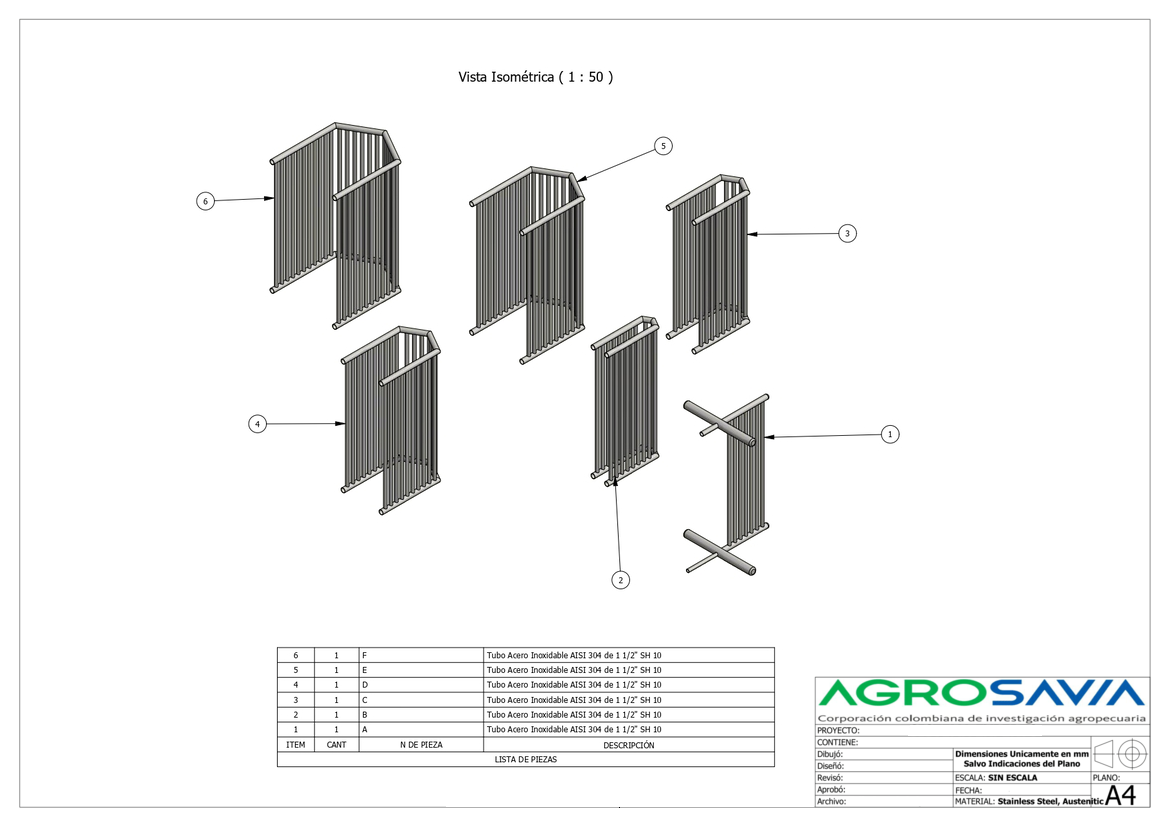 Vista Isométrica ( 1 : 50 )
5
6
3
4
1
2
6 1 F Tubo Acero Inoxidable AISI 304 de 1 1/2" SH 10
5 1 E Tubo Acero Inoxidable AISI 304 de 1 1/2" SH 10
4 1 D Tubo Acero Inoxidable AISI 304 de 1 1/2" SH 10
3 1 C Tubo Acero Inoxidable AISI 304 de 1 1/2" SH 10
2 1 B Tubo Acero Inoxidable AISI 304 de 1 1/2" SH 10
1 1 A Tubo Acero Inoxidable AISI 304 de 1 1/2" SH 10
ITEM CANT N DE PIEZA DESCRIPCIÓN
LISTA DE PIEZAS
AGROSAVIA
Corporación colombiana de investigación agropecuaria
PROYECTO:
CONTIENE:
Dibujó:
Diseñó:
Revisó:
Aprobó:
Archivo:
Dimensiones Unicamente en mm
Salvo Indicaciones del Plano
ESCALA: SIN ESCALA
FECHA:
MATERIAL: Stainless Steel, Austenitic
PLANO:
A4